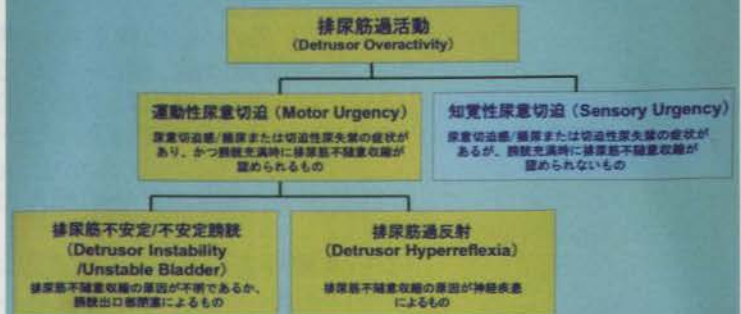 排尿筋過活動
(Detrusor Overactivity)
運動性尿意切迫(Motor Urgency)
尿意切迫感/頻尿または切迫性尿失禁の症状が
あり、かつ膀胱充満時に排尿筋不随意収縮が
認められるもの
知覚性尿意切迫(Sensory Urgency)
尿意切迫感/頻尿または切迫性尿失禁の症状が
あるが、膀胱充満時に排尿筋不随意収縮が
認められないもの
排尿筋不安定/不安定膀胱
(Detrusor Instability
/Unstable Bladder)
排尿筋不随意収縮の原因が不明であるか、
膀胱出口部閉塞によるもの
排尿筋過反射
(Detrusor Hyperreflexia)
排尿筋不随意収縮の原因が神経疾患
によるもの